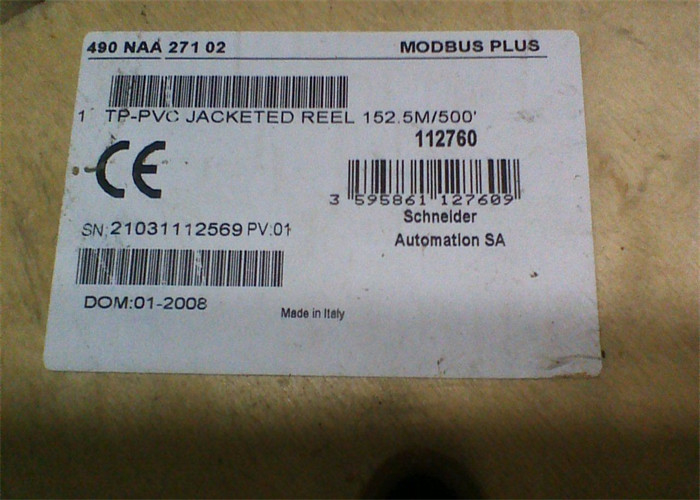 490 NAA 271 02 MODBUS PLUS
1 TP-PVC JACKETED REEL 152.5M/500'
112760
CE
3 595861 127609
SN:21031112569 PV:01
Schneider
Automation SA
DOM:01-2008
Made in Italy